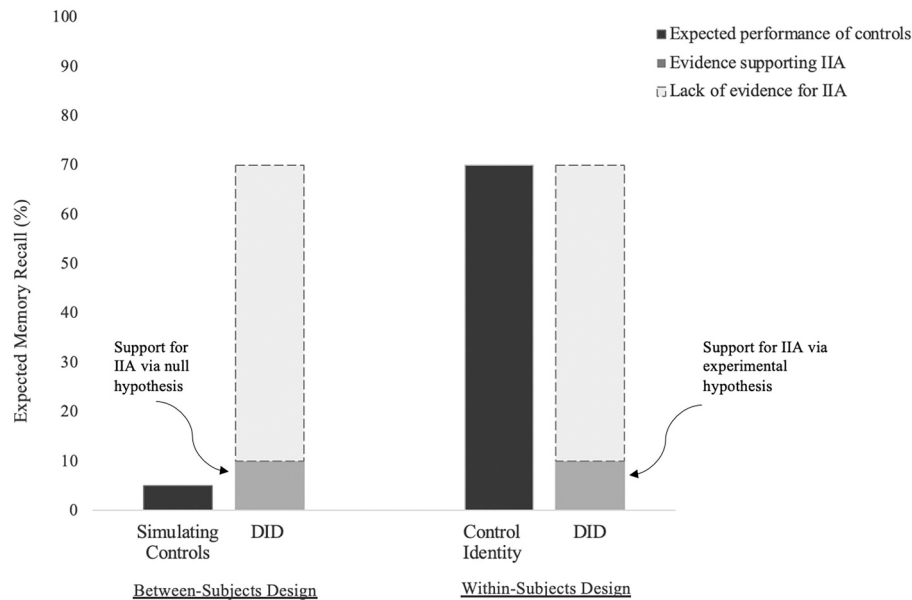 100
90
80
70
60
50
40
30
20
10
0
Expected Memory Recall (%)
Expected performance of controls
Evidence supporting IIA
Lack of evidence for IIA
Support for
IIA via null
hypothesis
Support for IIA via
experimental
hypothesis
Simulating
Controls
DID
Control
Identity
DID
Between-Subjects Design
Within-Subjects Design